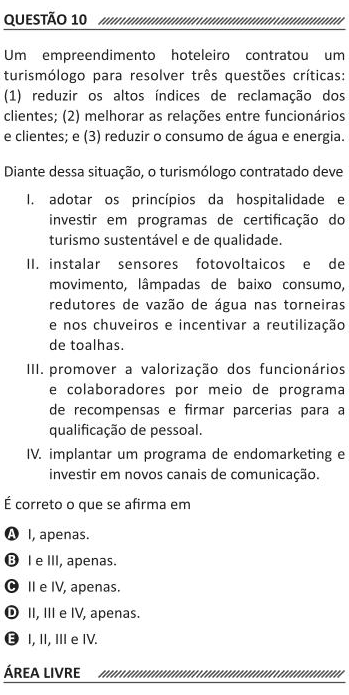 QUESTÃO 10
Um empreendimento hoteleiro contratou um
turismólogo para resolver três questões críticas:
(1) reduzir os altos índices de reclamação dos
clientes; (2) melhorar as relações entre funcionários
e clientes; e (3) reduzir o consumo de água e energia.
Diante dessa situação, o turismólogo contratado deve
I. adotar os princípios da hospitalidade e
investir em programas de certificação do
turismo sustentável e de qualidade.
II. instalar sensores fotovoltaicos e de
movimento, lâmpadas de baixo consumo,
redutores de vazão de água nas torneiras
e nos chuveiros e incentivar a reutilização
de toalhas.
III. promover a valorização dos funcionários
e colaboradores por meio de programa
de recompensas e firmar parcerias para a
qualificação de pessoal.
IV. implantar um programa de endomarketing e
investir em novos canais de comunicação.
É correto o que se afirma em
A I, apenas.
B I e III, apenas.
C II e IV, apenas.
D II, III e IV, apenas.
E I, II, III e IV.
ÁREA LIVRE